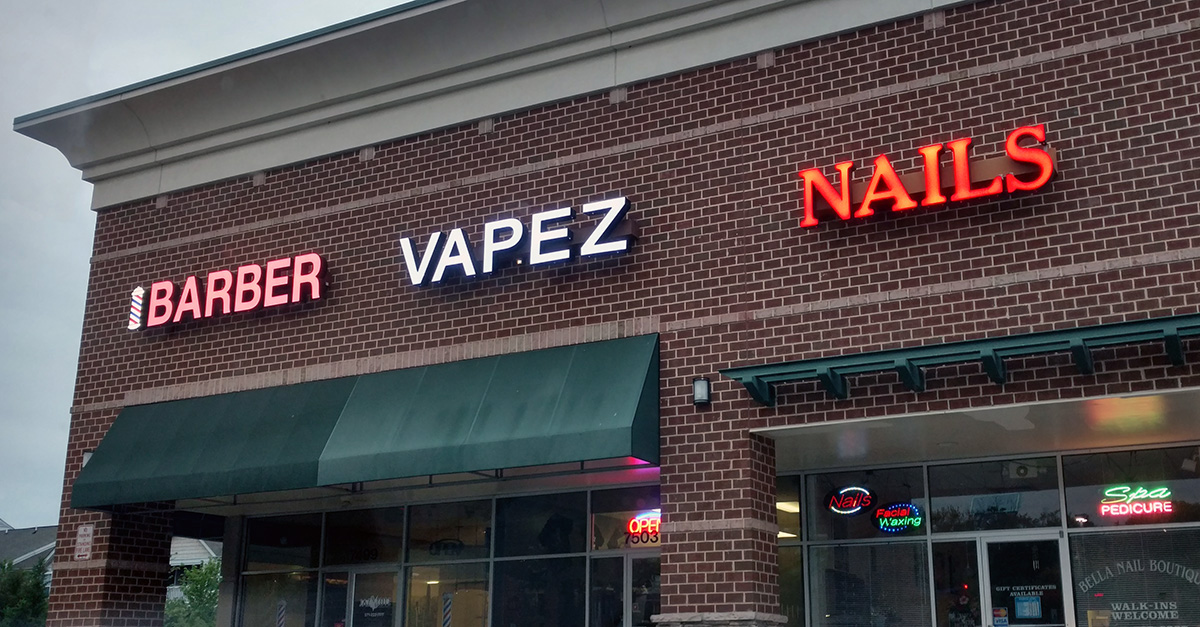 BARBER
VAPEZ
NAILS
OPEN
7503
Nails
Facial
Waxing
Spa
PEDICURE
BELLA NAIL BOUTIQUE
WALK-INS
WELCOME
GIFT CERTIFICATES
AVAILABLE
VISA